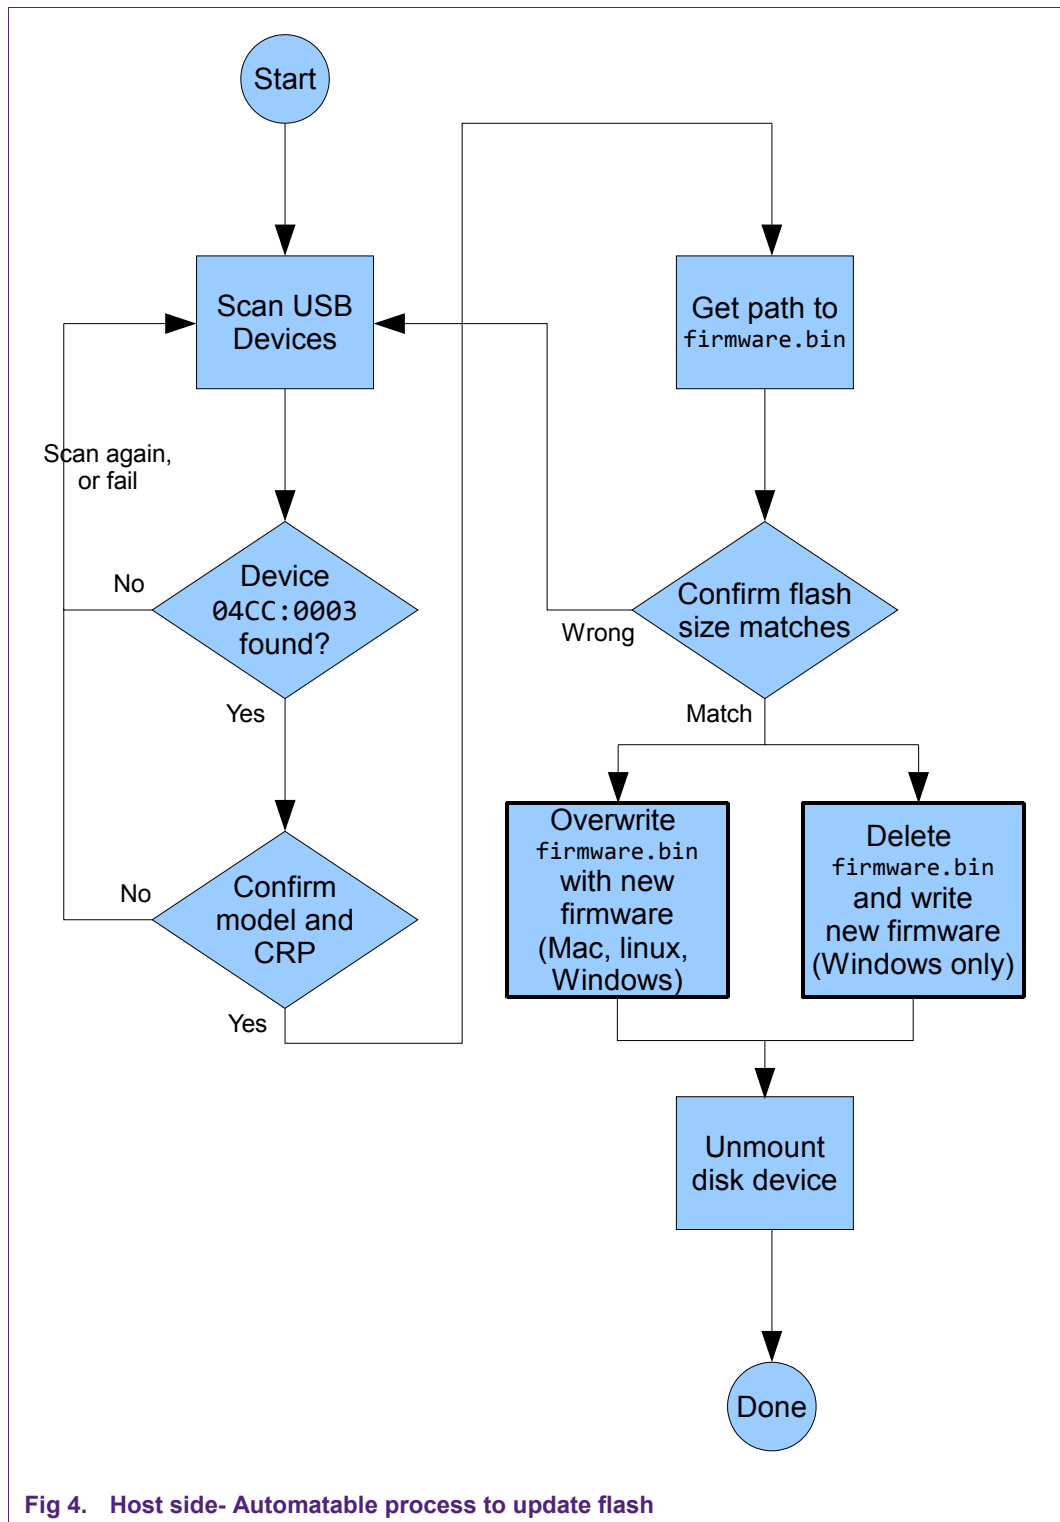 Start
Scan USB
Devices
Scan again,
or fail
No
Device
04CC:0003
found?
Yes
No
Confirm
model and
CRP
Yes
Get path to
firmware.bin
Confirm flash
size matches
Wrong
Match
Overwrite
firmware.bin
with new
firmware
(Mac, linux,
Windows)
Delete
firmware.bin
and write
new firmware
(Windows only)
Unmount
disk device
Done
Fig 4. Host side- Automatable process to update flash